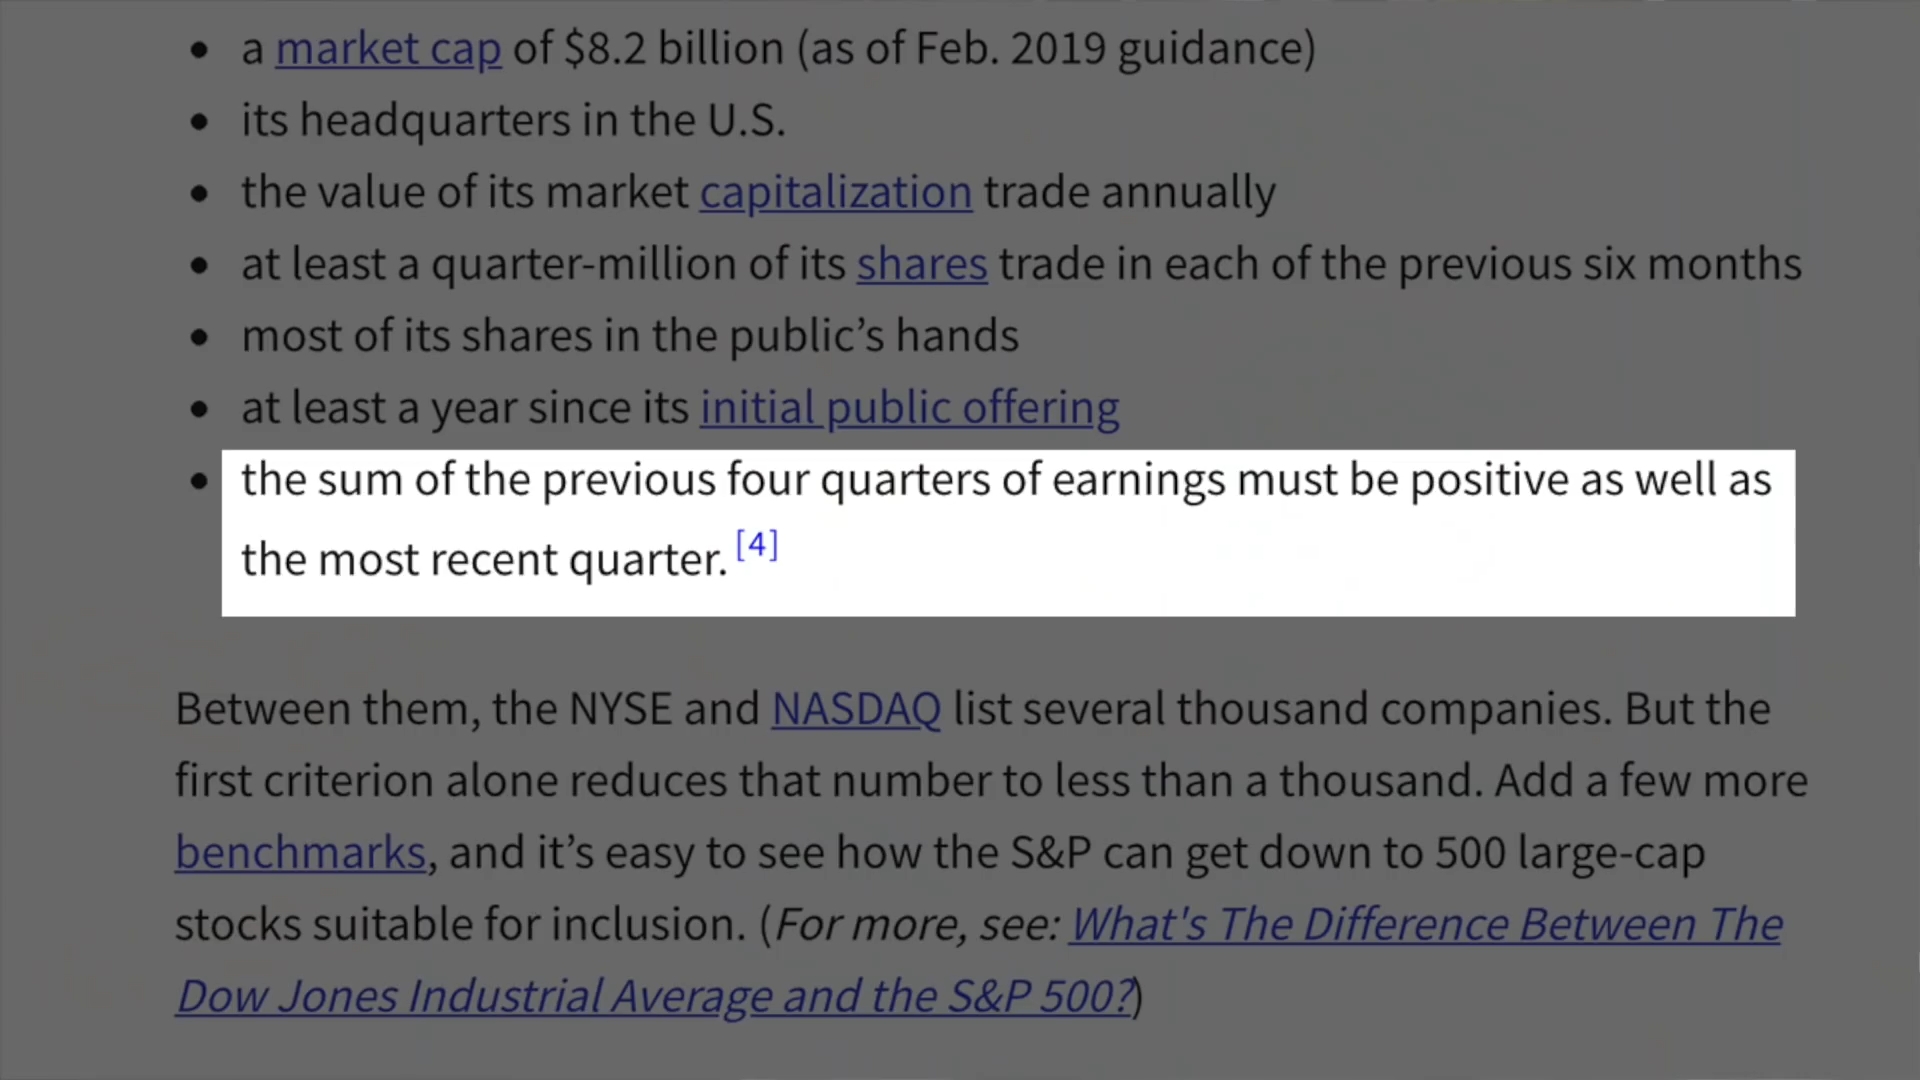 • a market cap of $8.2 billion (as of Feb. 2019 guidance)
• its headquarters in the U.S.
• the value of its market capitalization trade annually
• at least a quarter-million of its shares trade in each of the previous six months
• most of its shares in the public’s hands
• at least a year since its initial public offering
• the sum of the previous four quarters of earnings must be positive as well as
the most recent quarter. [4]
Between them, the NYSE and NASDAQ list several thousand companies. But the
first criterion alone reduces that number to less than a thousand. Add a few more
benchmarks, and it’s easy to see how the S&P can get down to 500 large-cap
stocks suitable for inclusion. (For more, see: What's The Difference Between The
Dow Jones Industrial Average and the S&P 500?)